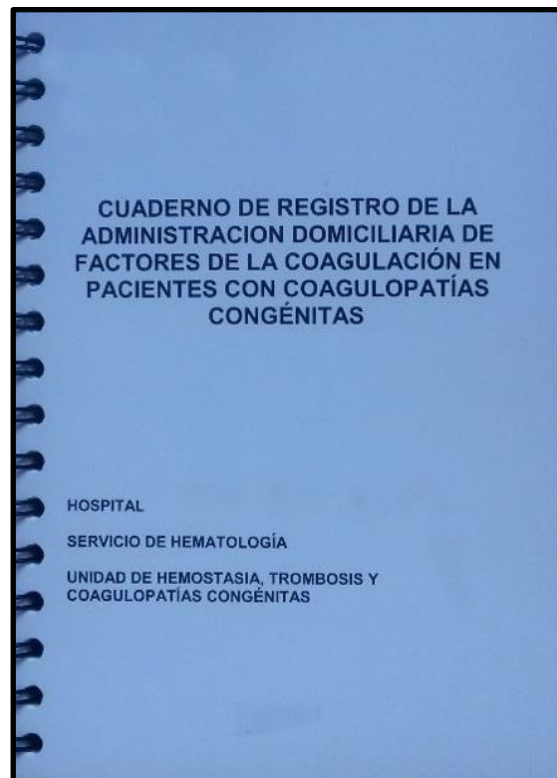 CUADERNO DE REGISTRO DE LA
ADMINISTRACION DOMICILIARIA DE
FACTORES DE LA COAGULACIÓN EN
PACIENTES CON COAGULOPATÍAS
CONGÉNITAS
HOSPITAL
SERVICIO DE HEMATOLOGÍA
UNIDAD DE HEMOSTASIA, TROMBOSIS Y
COAGULOPATÍAS CONGÉNITAS